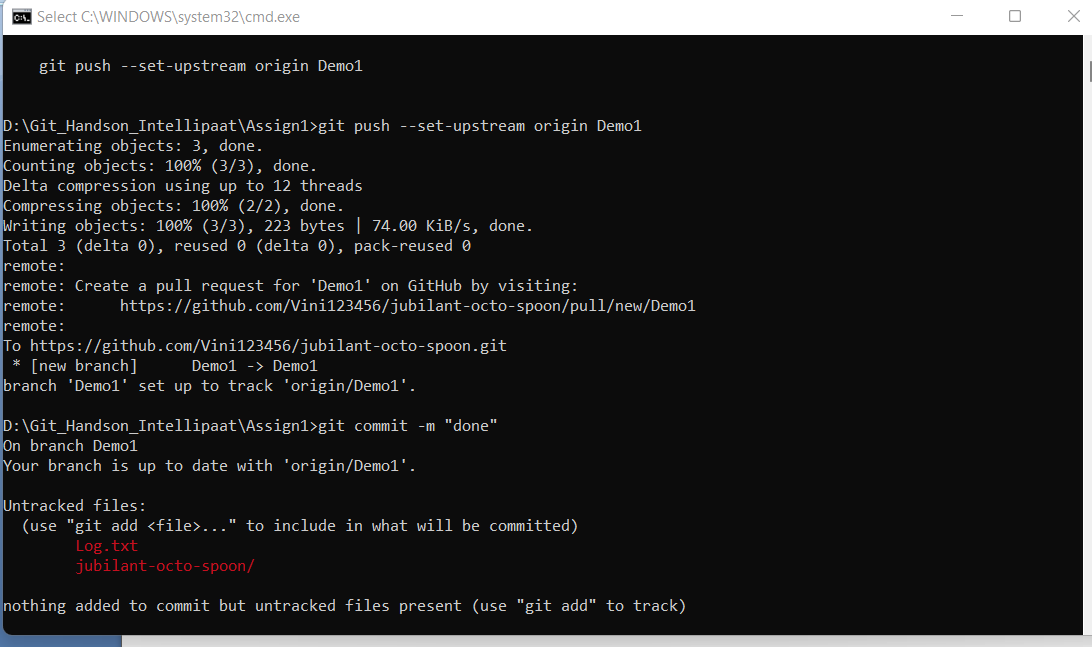 Select C:\WINDOWS\system32\cmd.exe
git push --set-upstream origin Demo1
D:\Git_Handson_Intellipaat\Assign1>git push --set-upstream origin Demo1
Enumerating objects: 3, done.
Counting objects: 100% (3/3), done.
Delta compression using up to 12 threads
Compressing objects: 100% (2/2), done.
Writing objects: 100% (3/3), 223 bytes | 74.00 KiB/s, done.
Total 3 (delta 0), reused 0 (delta 0), pack-reused 0
remote:
remote: Create a pull request for 'Demo1' on GitHub by visiting:
remote:      https://github.com/Vini123456/jubilant-octo-spoon/pull/new/Demo1
remote:
To https://github.com/Vini123456/jubilant-octo-spoon.git
 * [new branch]      Demo1 -> Demo1
branch 'Demo1' set up to track 'origin/Demo1'.
D:\Git_Handson_Intellipaat\Assign1>git commit -m "done"
On branch Demo1
Your branch is up to date with 'origin/Demo1'.
Untracked files:
  (use "git add <file>..." to include in what will be committed)
        Log.txt
        jubilant-octo-spoon/
nothing added to commit but untracked files present (use "git add" to track)